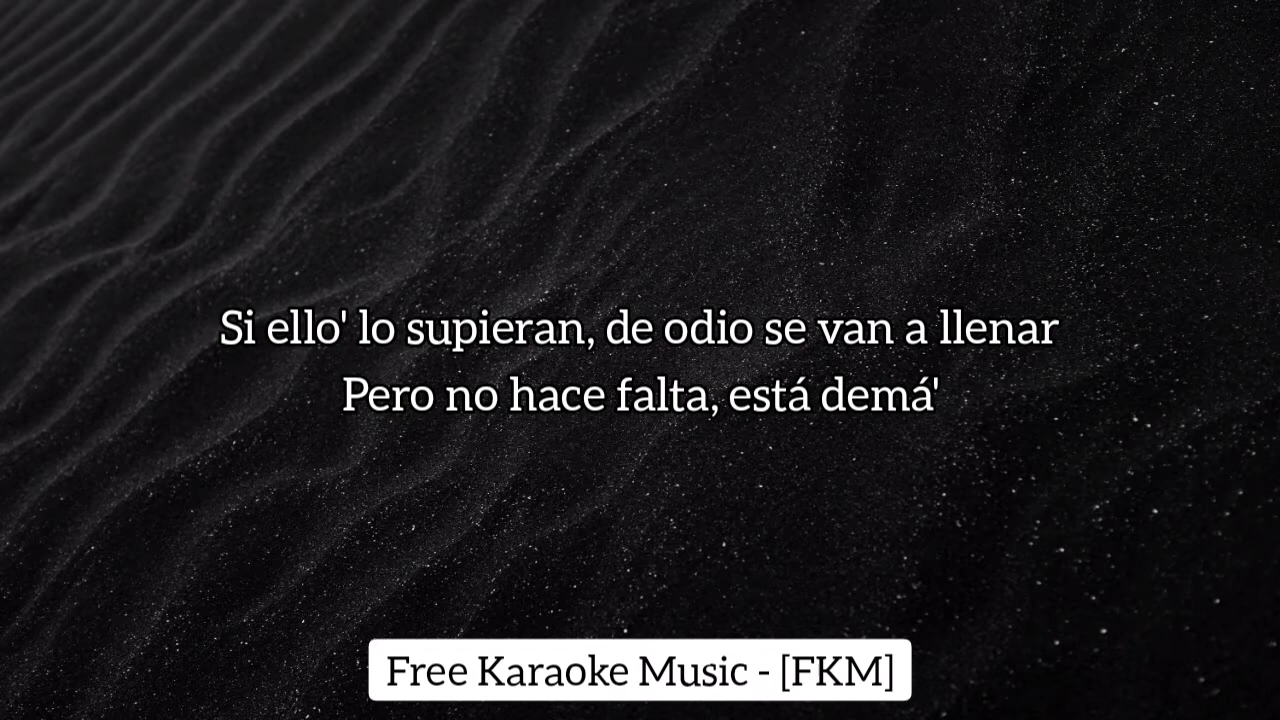 Si ello' lo supieran, de odio se van a llenar
Pero no hace falta, está demá'
Free Karaoke Music - [FKM]